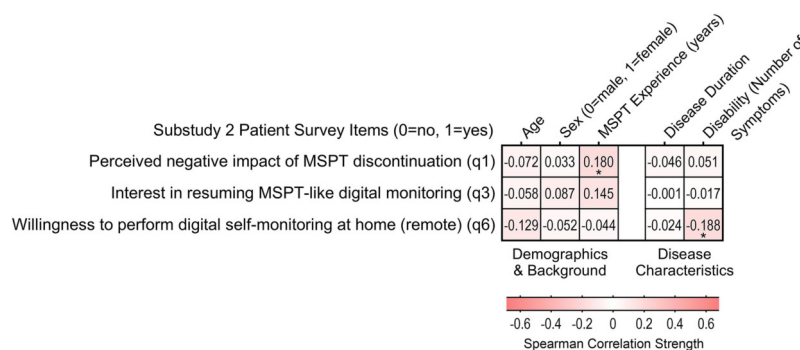 Age
Sex (0=male, 1=female)
MSPT Experience (years)
Disease Duration
Disability (Number of
Symptoms)
Substudy 2 Patient Survey Items (0=no, 1=yes)
Perceived negative impact of MSPT discontinuation (q1) -0.072 0.033 0.180 -0.046 0.051
*
Interest in resuming MSPT-like digital monitoring (q3) -0.058 0.087 0.145 -0.001 -0.017
Willingness to perform digital self-monitoring at home (remote) (q6) -0.129 -0.052 -0.044 -0.024 -0.188
*
Demographics
& Background
Disease
Characteristics
-0.6 -0.4 -0.2 0 0.2 0.4 0.6
Spearman Correlation Strength